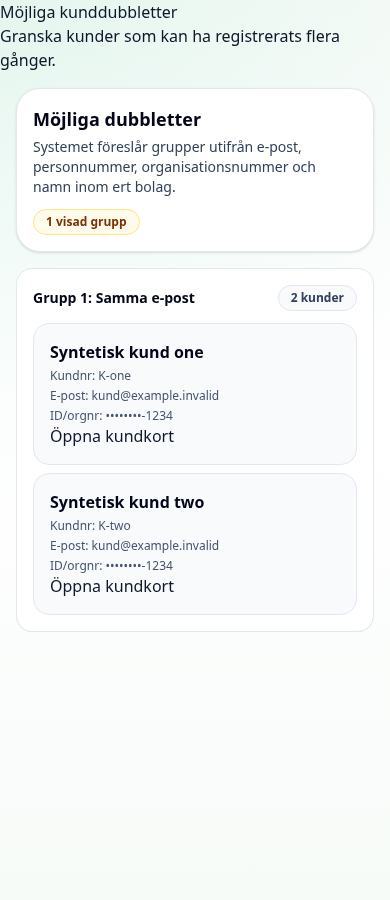 Möjliga kunddubbletter
Granska kunder som kan ha registrerats flera
gånger.
Möjliga dubbletter
Systemet föreslår grupper utifrån e-post,
personnummer, organisationsnummer och
namn inom ert bolag.
1 visad grupp
Grupp 1: Samma e-post
2 kunder
Syntetisk kund one
Kundnr: K-one
E-post: kund@example.invalid
ID/orgnr: ••••••••-1234
Öppna kundkort
Syntetisk kund two
Kundnr: K-two
E-post: kund@example.invalid
ID/orgnr: ••••••••-1234
Öppna kundkort